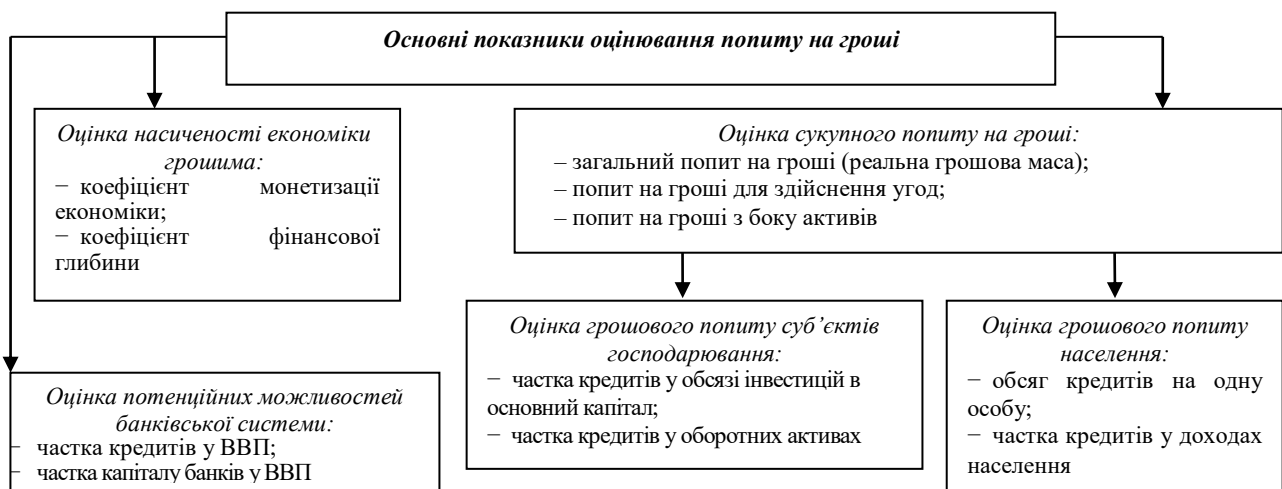 Основні показники оцінювання попиту на гроші
Оцінка насиченості економіки
грошима:
− коефіцієнт монетизації
економіки;
− коефіцієнт фінансової
глибини
Оцінка сукупного попиту на гроші:
– загальний попит на гроші (реальна грошова маса);
– попит на гроші для здійснення угод;
– попит на гроші з боку активів
Оцінка потенційних можливостей
банківської системи:
− частка кредитів у ВВП;
− частка капіталу банків у ВВП
Оцінка грошового попиту суб’єктів
господарювання:
− частка кредитів у обсязі інвестицій в
основний капітал;
− частка кредитів у оборотних активах
Оцінка грошового попиту
населення:
− обсяг кредитів на одну
особу;
− частка кредитів у доходах
населення